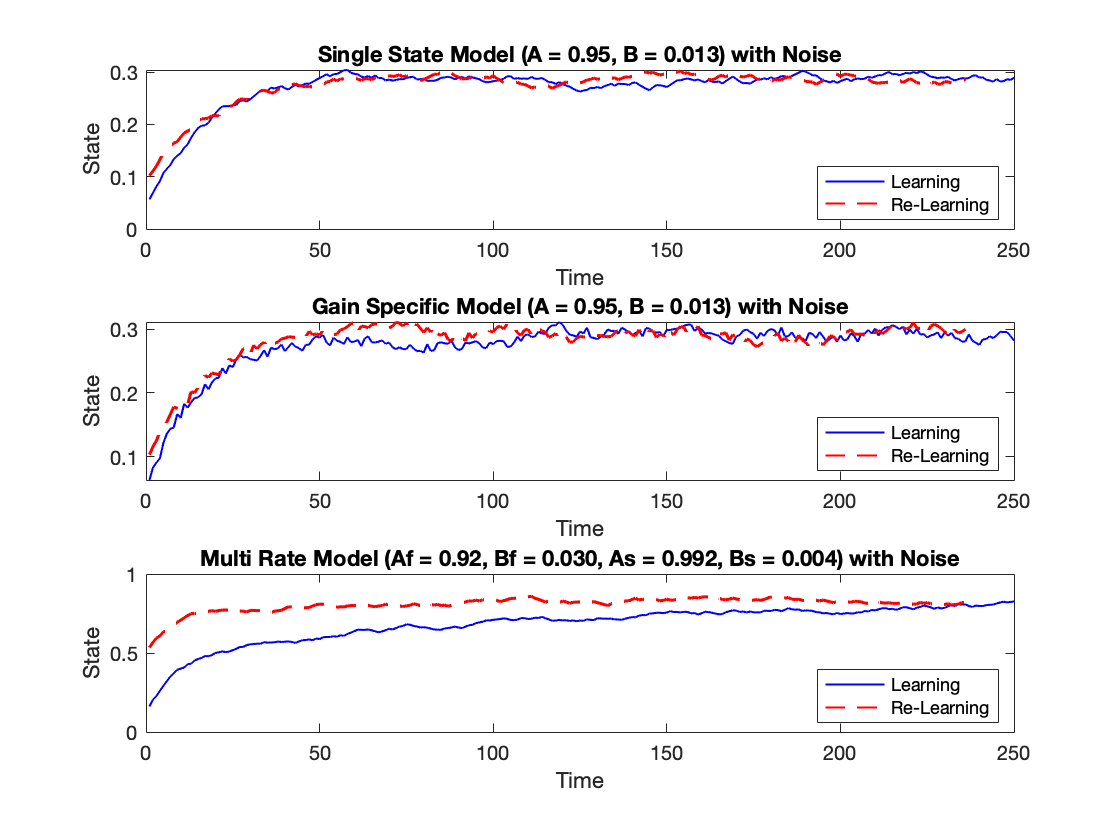 Single State Model (A = 0.95, B = 0.013) with Noise
0.3
0.2
0.1
0
State
0 50 100 150 200 250
Time
Learning
Re-Learning
Gain Specific Model (A = 0.95, B = 0.013) with Noise
0.3
0.2
0.1
State
0 50 100 150 200 250
Time
Learning
Re-Learning
Multi Rate Model (Af = 0.92, Bf = 0.030, As = 0.992, Bs = 0.004) with Noise
1
0.5
0
State
0 50 100 150 200 250
Time
Learning
Re-Learning